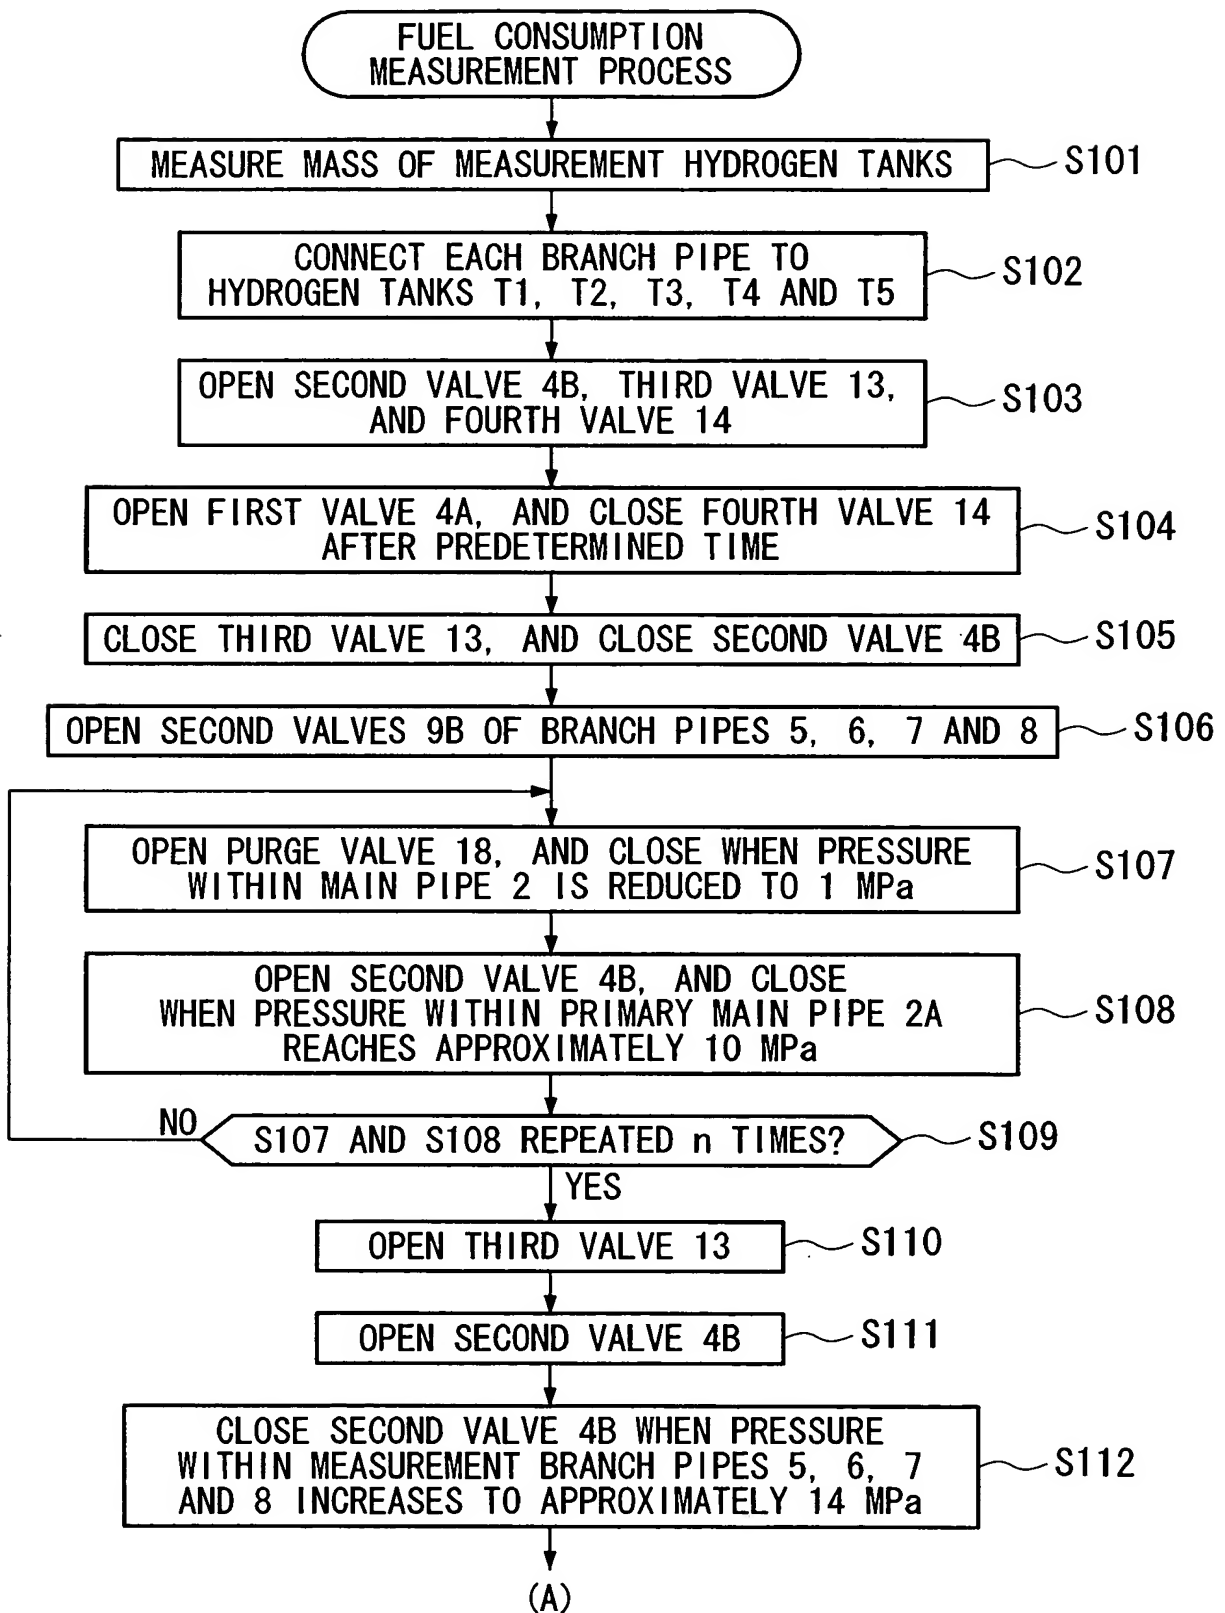 FUEL CONSUMPTION
MEASUREMENT PROCESS
MEASURE MASS OF MEASUREMENT HYDROGEN TANKS
S101
CONNECT EACH BRANCH PIPE TO
HYDROGEN TANKS T1, T2, T3, T4 AND T5
S102
OPEN SECOND VALVE 4B, THIRD VALVE 13,
AND FOURTH VALVE 14
S103
OPEN FIRST VALVE 4A, AND CLOSE FOURTH VALVE 14
AFTER PREDETERMINED TIME
S104
CLOSE THIRD VALVE 13, AND CLOSE SECOND VALVE 4B
S105
OPEN SECOND VALVES 9B OF BRANCH PIPES 5, 6, 7 AND 8
S106
OPEN PURGE VALVE 18, AND CLOSE WHEN PRESSURE
WITHIN MAIN PIPE 2 IS REDUCED TO 1 MPa
S107
OPEN SECOND VALVE 4B, AND CLOSE
WHEN PRESSURE WITHIN PRIMARY MAIN PIPE 2A
REACHES APPROXIMATELY 10 MPa
S108
NO
S107 AND S108 REPEATED n TIMES?
S109
YES
OPEN THIRD VALVE 13
S110
OPEN SECOND VALVE 4B
S111
CLOSE SECOND VALVE 4B WHEN PRESSURE
WITHIN MEASUREMENT BRANCH PIPES 5, 6, 7
AND 8 INCREASES TO APPROXIMATELY 14 MPa
S112
(A)